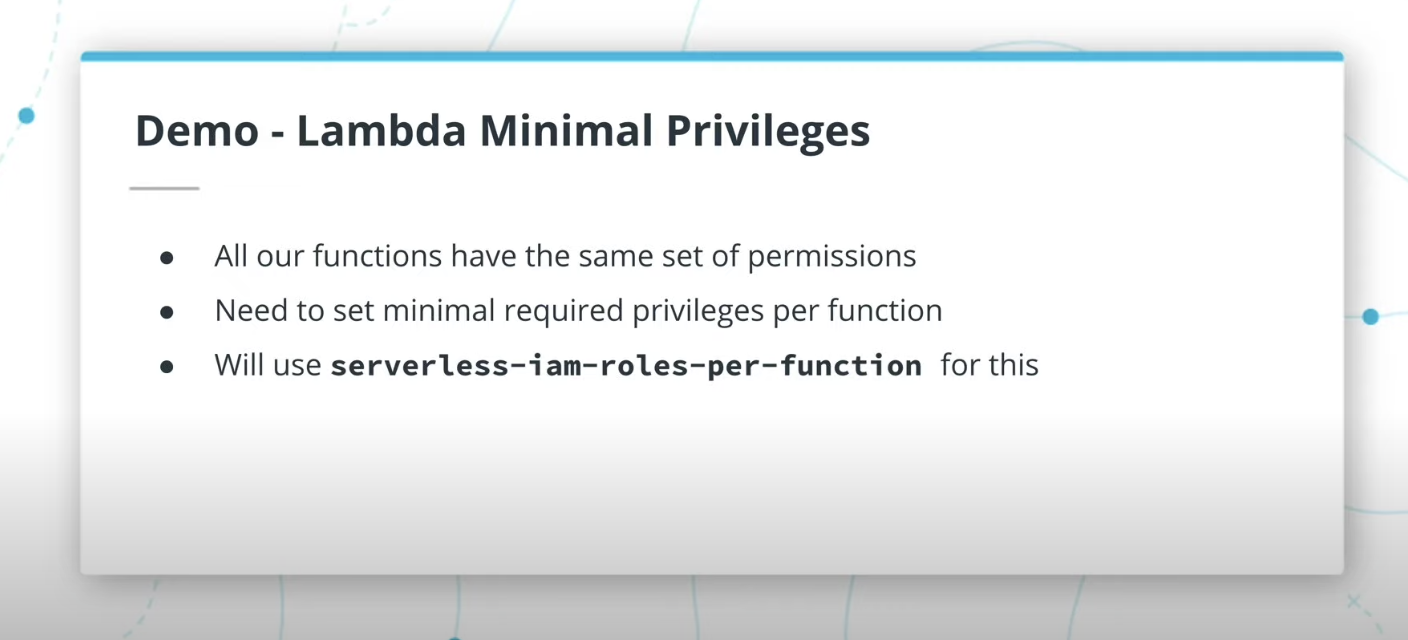 Demo - Lambda Minimal Privileges
● All our functions have the same set of permissions
● Need to set minimal required privileges per function
● Will use serverless-iam-roles-per-function for this